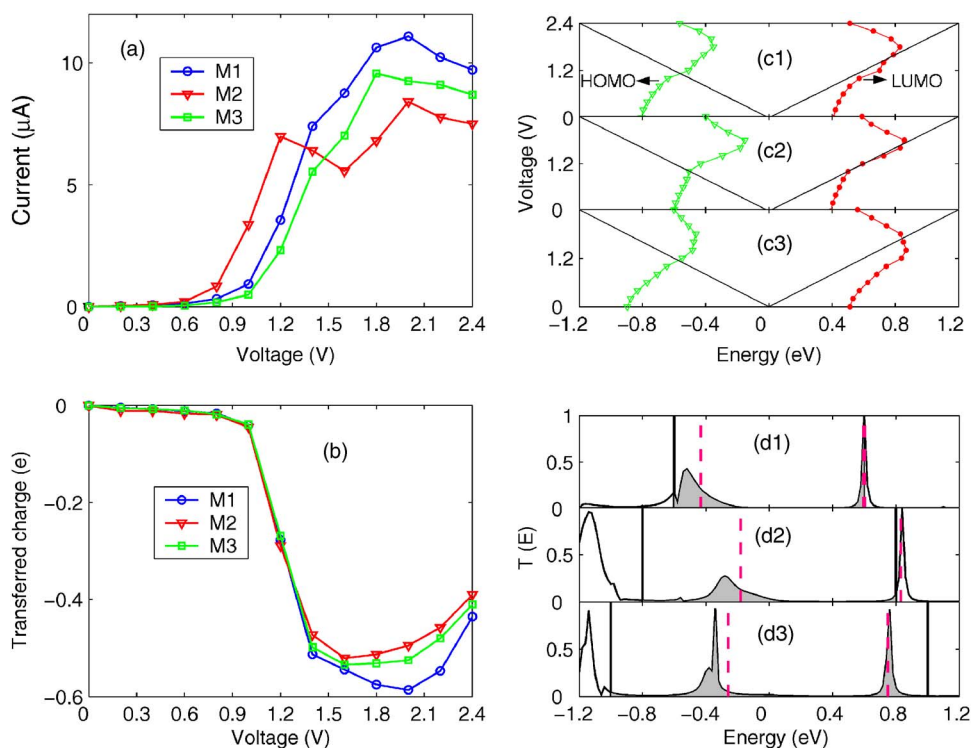 (a)
M1
M2
M3
Current (μA)
10
5
0
0 0.3 0.6 0.9 1.2 1.5 1.8 2.1 2.4
Voltage (V)
(c1)
HOMO
LUMO
(c2)
(c3)
Voltage (V)
2.4
1.2
0
1.2
0
1.2
0
−1.2 −0.8 −0.4 0 0.4 0.8 1.2
Energy (eV)
(b)
M1
M2
M3
Transferred charge (e)
0
−0.2
−0.4
−0.6
0 0.3 0.6 0.9 1.2 1.5 1.8 2.1 2.4
Voltage (V)
(d1)
(d2)
(d3)
T (E)
1
0.5
0
0.5
0
0.5
0
−1.2 −0.8 −0.4 0 0.4 0.8 1.2
Energy (eV)